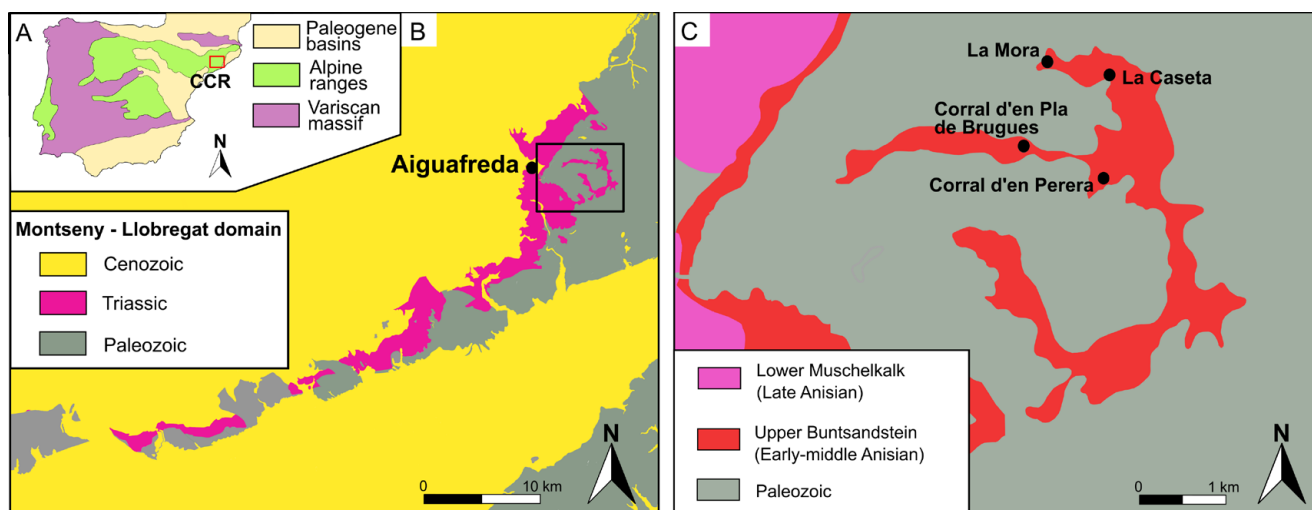 A
Paleogene
basins
Alpine
ranges
Variscan
massif
CCR
N
B
Aiguafreda
Montseny - Llobregat domain
Cenozoic
Triassic
Paleozoic
0 10 km
N
C
La Mora
La Caseta
Corral d'en Pla
de Brugues
Corral d'en Perera
Lower Muschelkalk
(Late Anisian)
Upper Buntsandstein
(Early-middle Anisian)
Paleozoic
0 1 km
N